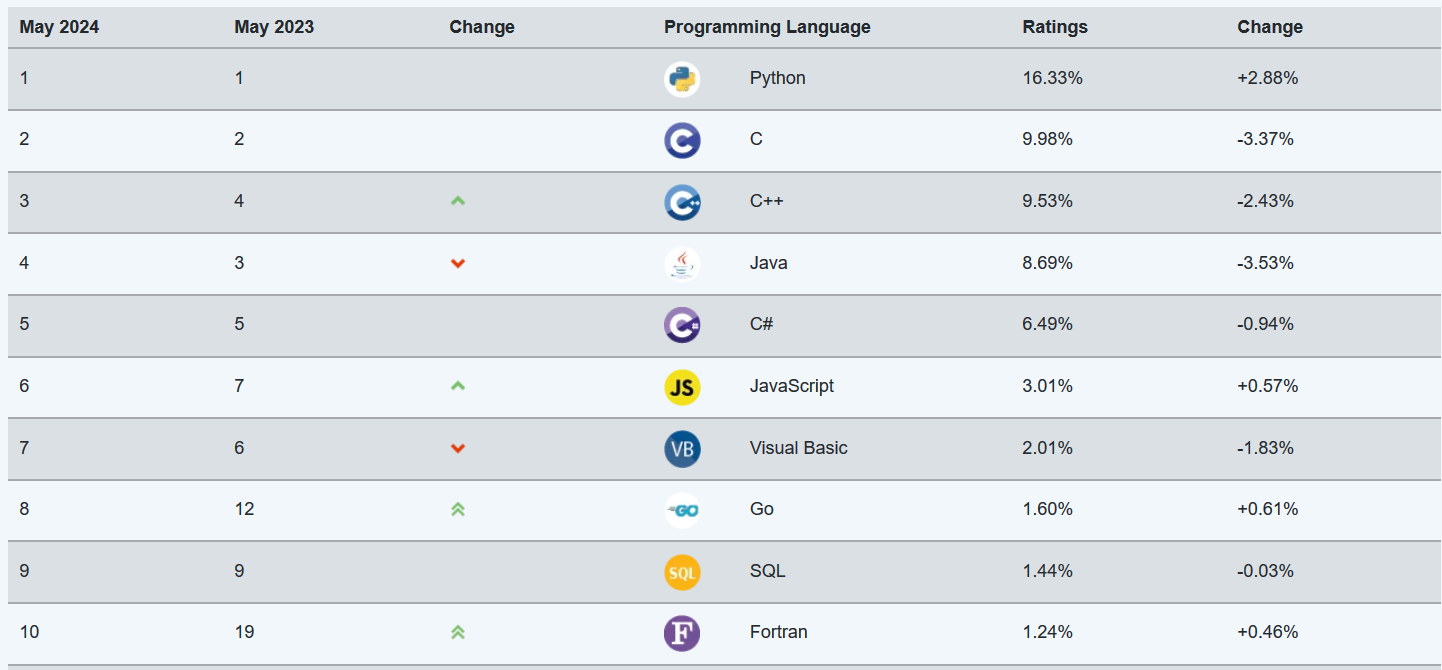 May 2024 May 2023 Change Programming Language Ratings Change
1 1 Python 16.33% +2.88%
2 2 C C 9.98% -3.37%
3 4 C++ C++ 9.53% -2.43%
4 3 Java 8.69% -3.53%
5 5 C# C# 6.49% -0.94%
6 7 JS JavaScript 3.01% +0.57%
7 6 VB Visual Basic 2.01% -1.83%
8 12 GO Go 1.60% +0.61%
9 9 SQL SQL 1.44% -0.03%
10 19 F Fortran 1.24% +0.46%